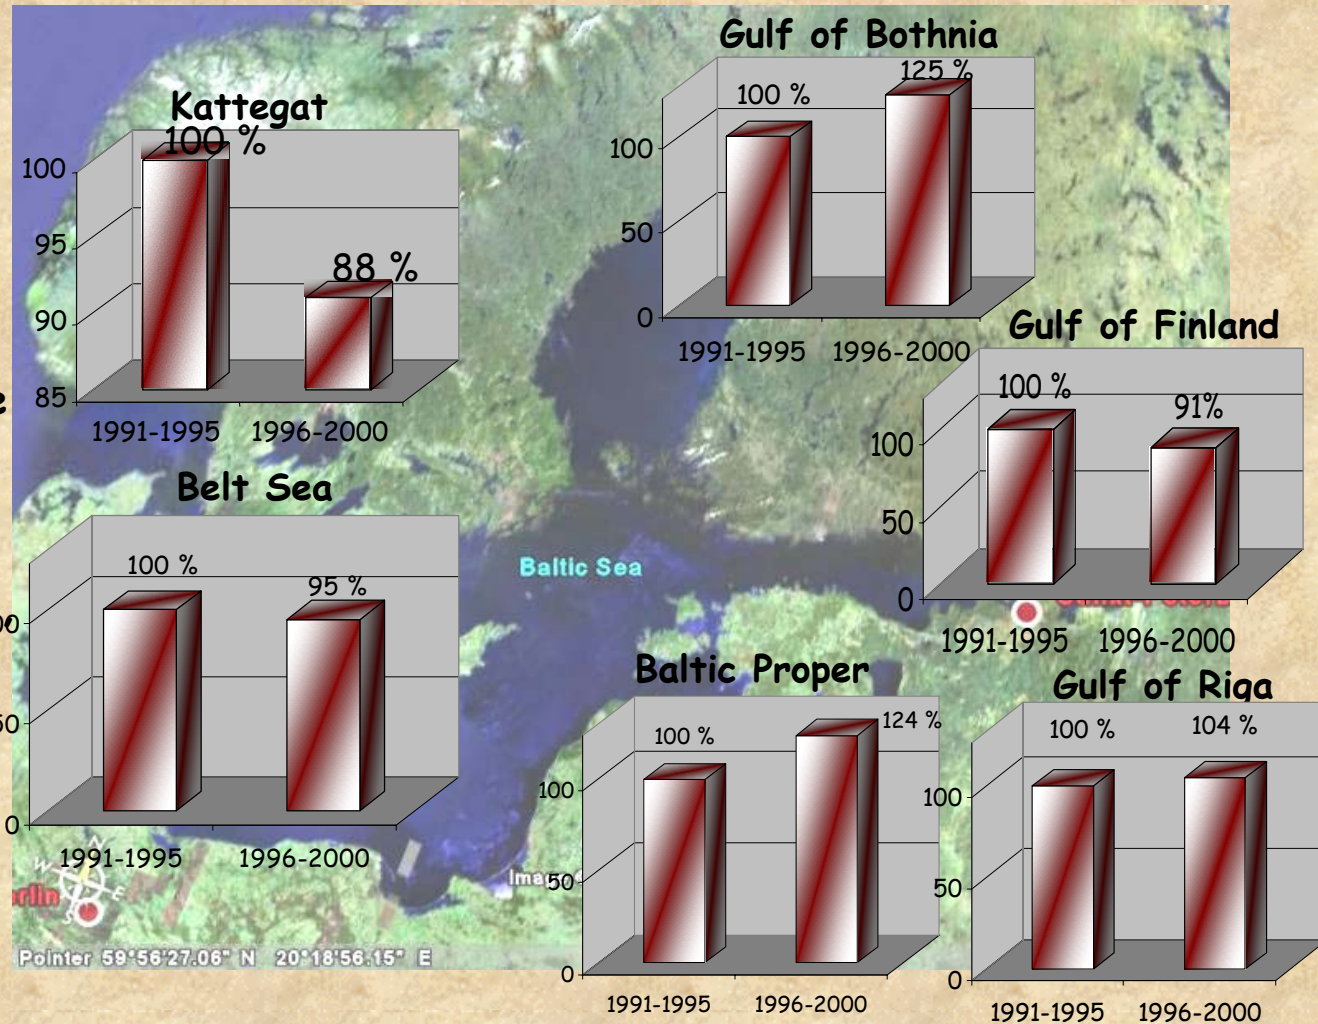 Gulf of Bothnia
125 %
100 %
100
50
0
1991-1995 1996-2000
Kattegat
100 %
88 %
100
95
90
85
1991-1995 1996-2000
Gulf of Finland
100 %
91%
100
50
0
1991-1995 1996-2000
Belt Sea
100 %
95 %
0
1991-1995 1996-2000
Baltic Sea
Baltic Proper
100 %
124 %
100
50
0
1991-1995 1996-2000
Gulf of Riga
100 %
104 %
100
50
0
1991-1995 1996-2000
N
W
E
S
Pointer 59°56'27.06" N 20°18'56.15" E